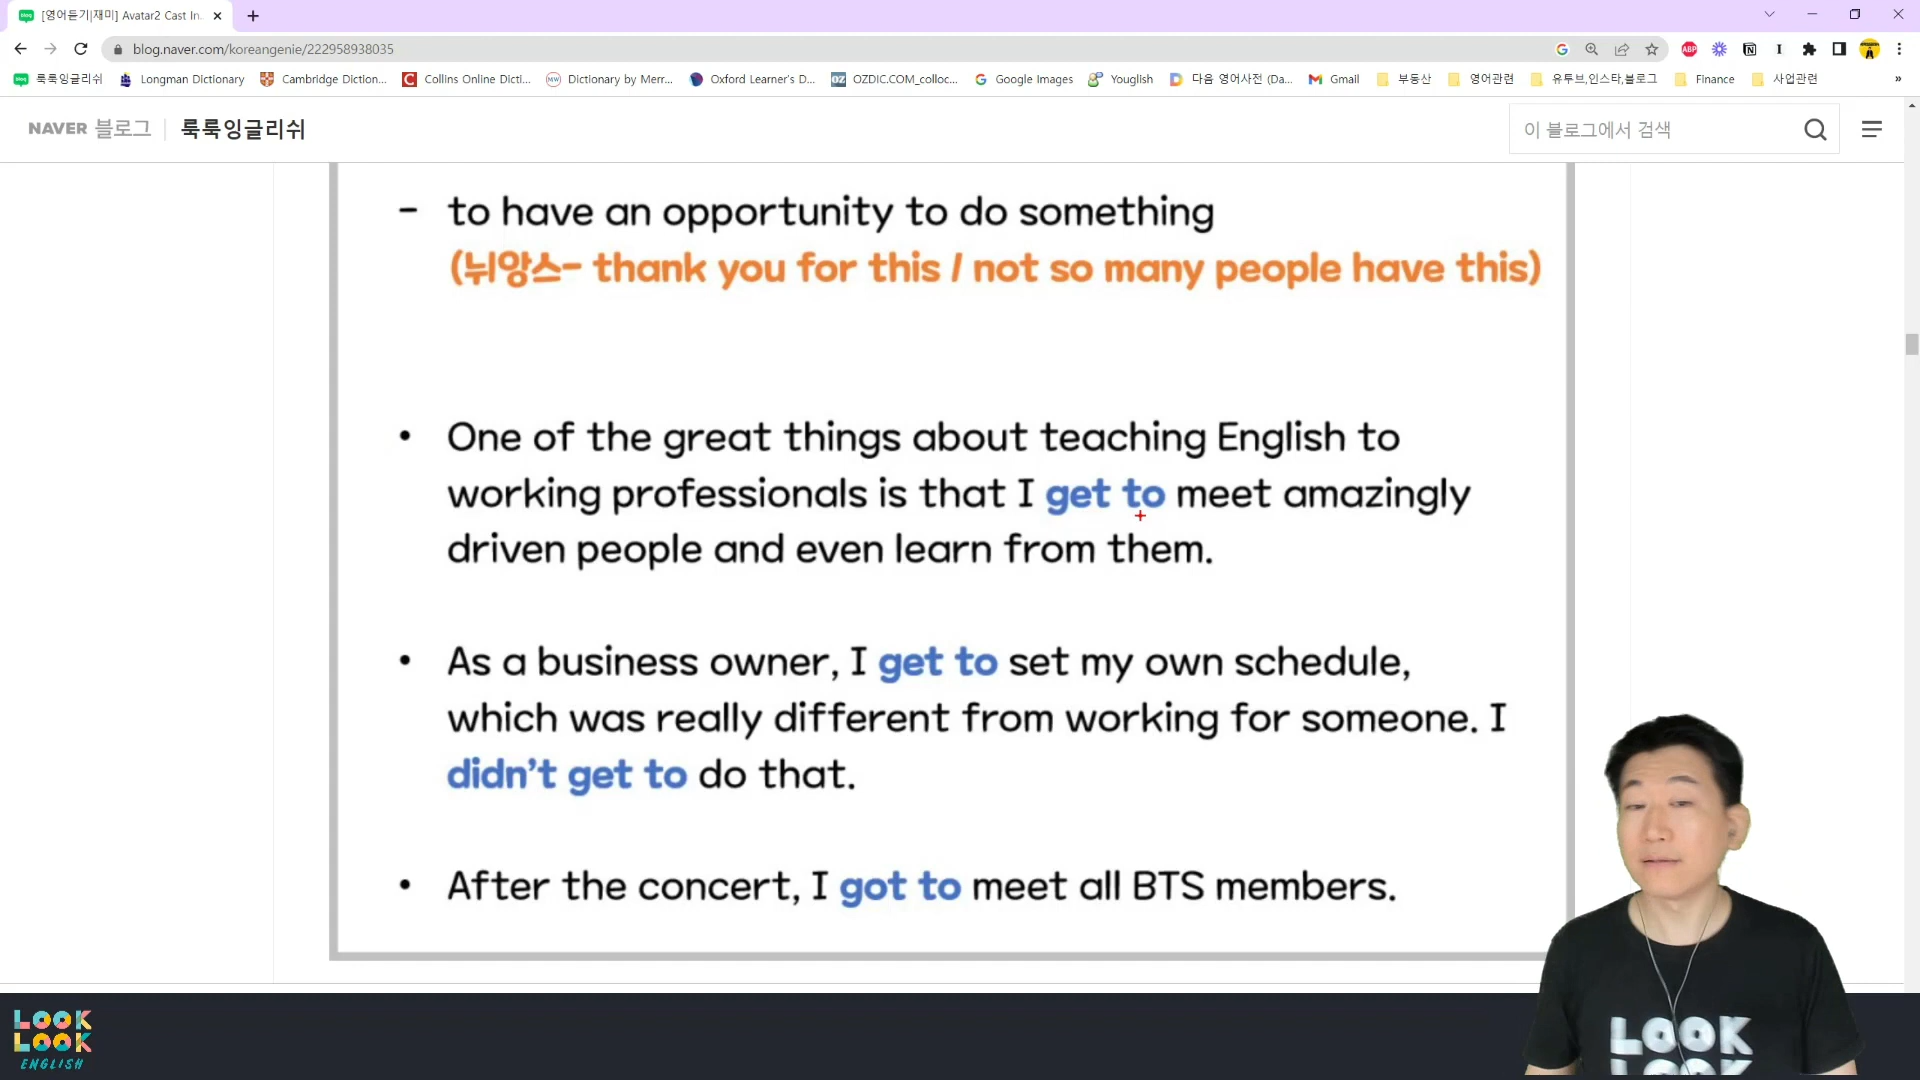 [영어듣기|재미] Avatar2 Cast In
blog.naver.com/koreangenie/222958938035
룩룩잉글리쉬 Longman Dictionary Cambridge Diction... Collins Online Dicti... Dictionary by Merr... Oxford Learner's D... OZDIC.COM_colloc... Google Images Youglish 다음 영어사전 (Da... Gmail 부동산 영어관련 유투브,인스타,블로그 Finance 사업관련 »
NAVER 블로그 룩룩잉글리쉬 이 블로그에서 검색
- to have an opportunity to do something
(뉘앙스- thank you for this / not so many people have this)
• One of the great things about teaching English to
working professionals is that I get to meet amazingly
driven people and even learn from them.
• As a business owner, I get to set my own schedule,
which was really different from working for someone. I
didn't get to do that.
• After the concert, I got to meet all BTS members.
LOOK
LOOK
ENGLISH
LOOK